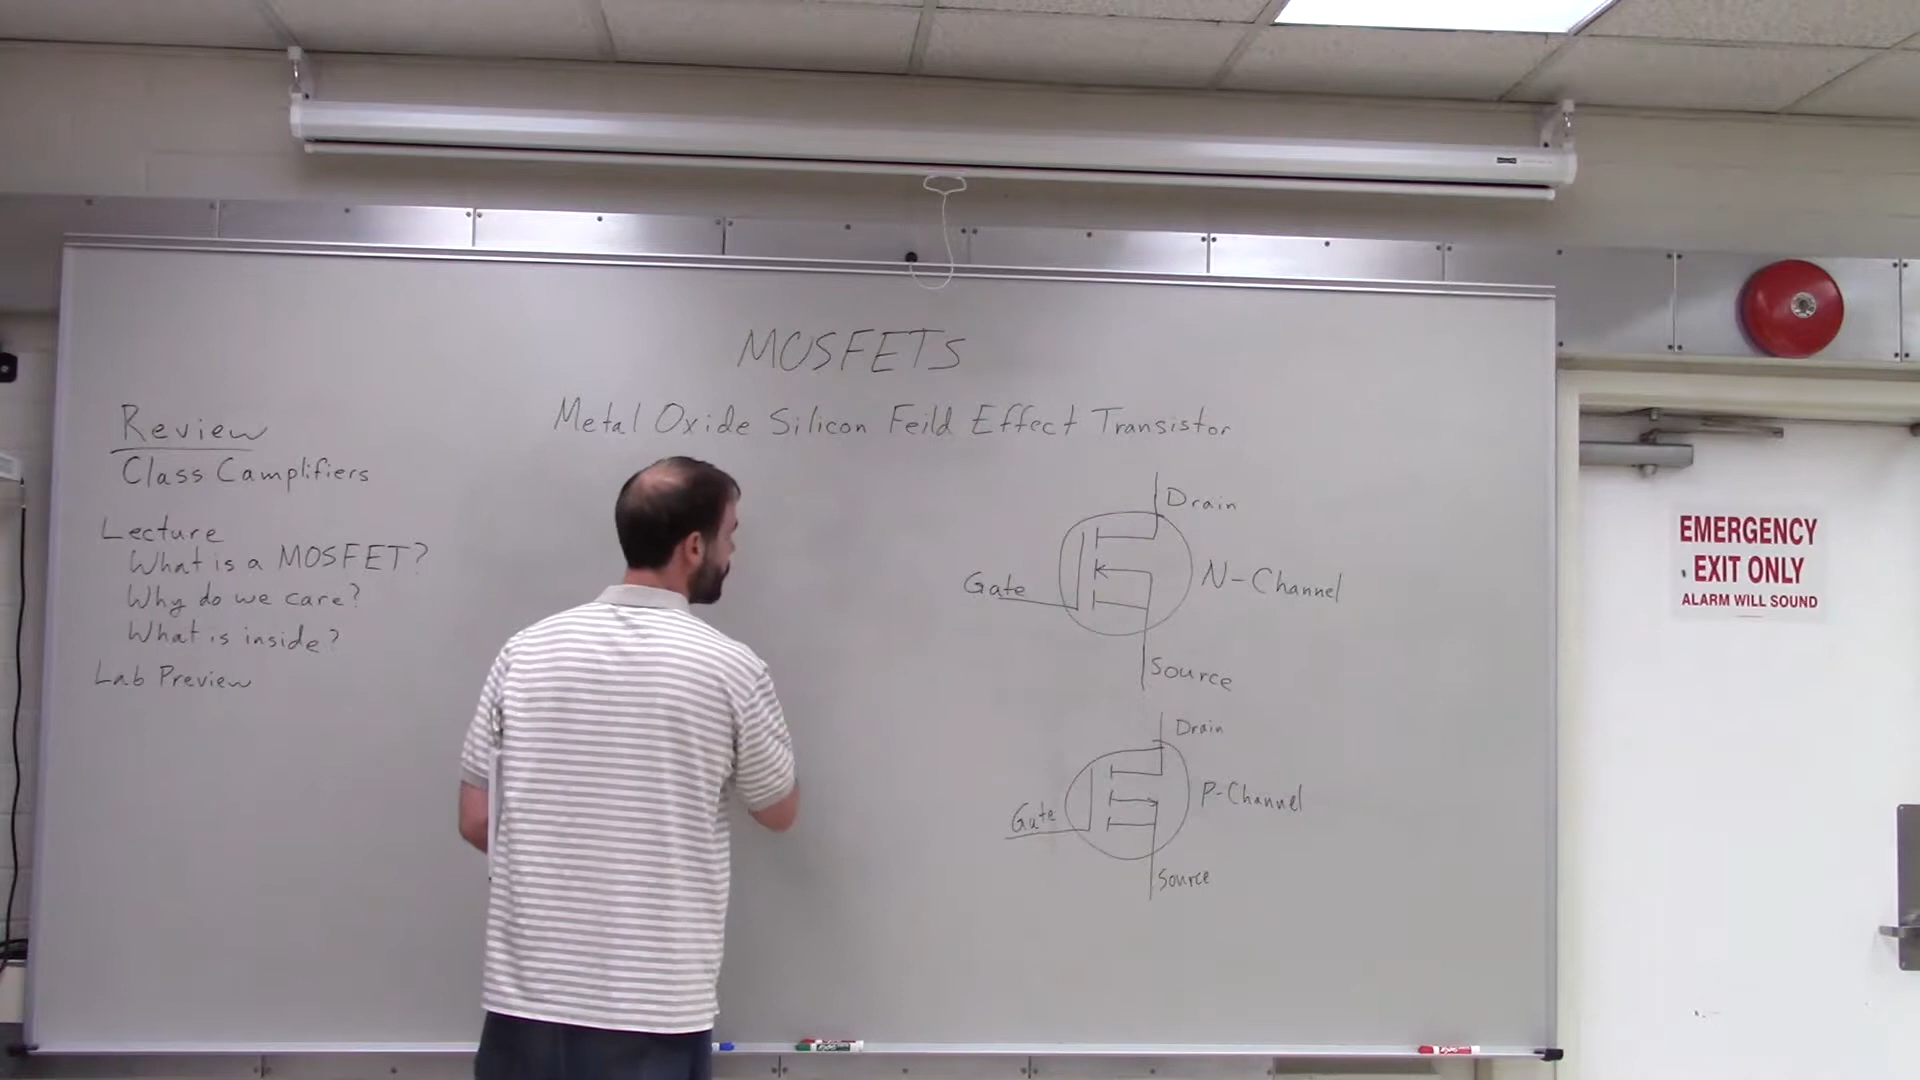 MOSFETS
Metal Oxide Silicon Feild Effect Transistor
Review
Class C amplifiers
Lecture
What is a MOSFET?
Why do we care?
What is inside?
Lab Preview
Drain
Gate
N-Channel
Source
Drain
P-Channel
Gate
Source
EMERGENCY
EXIT ONLY
ALARM WILL SOUND